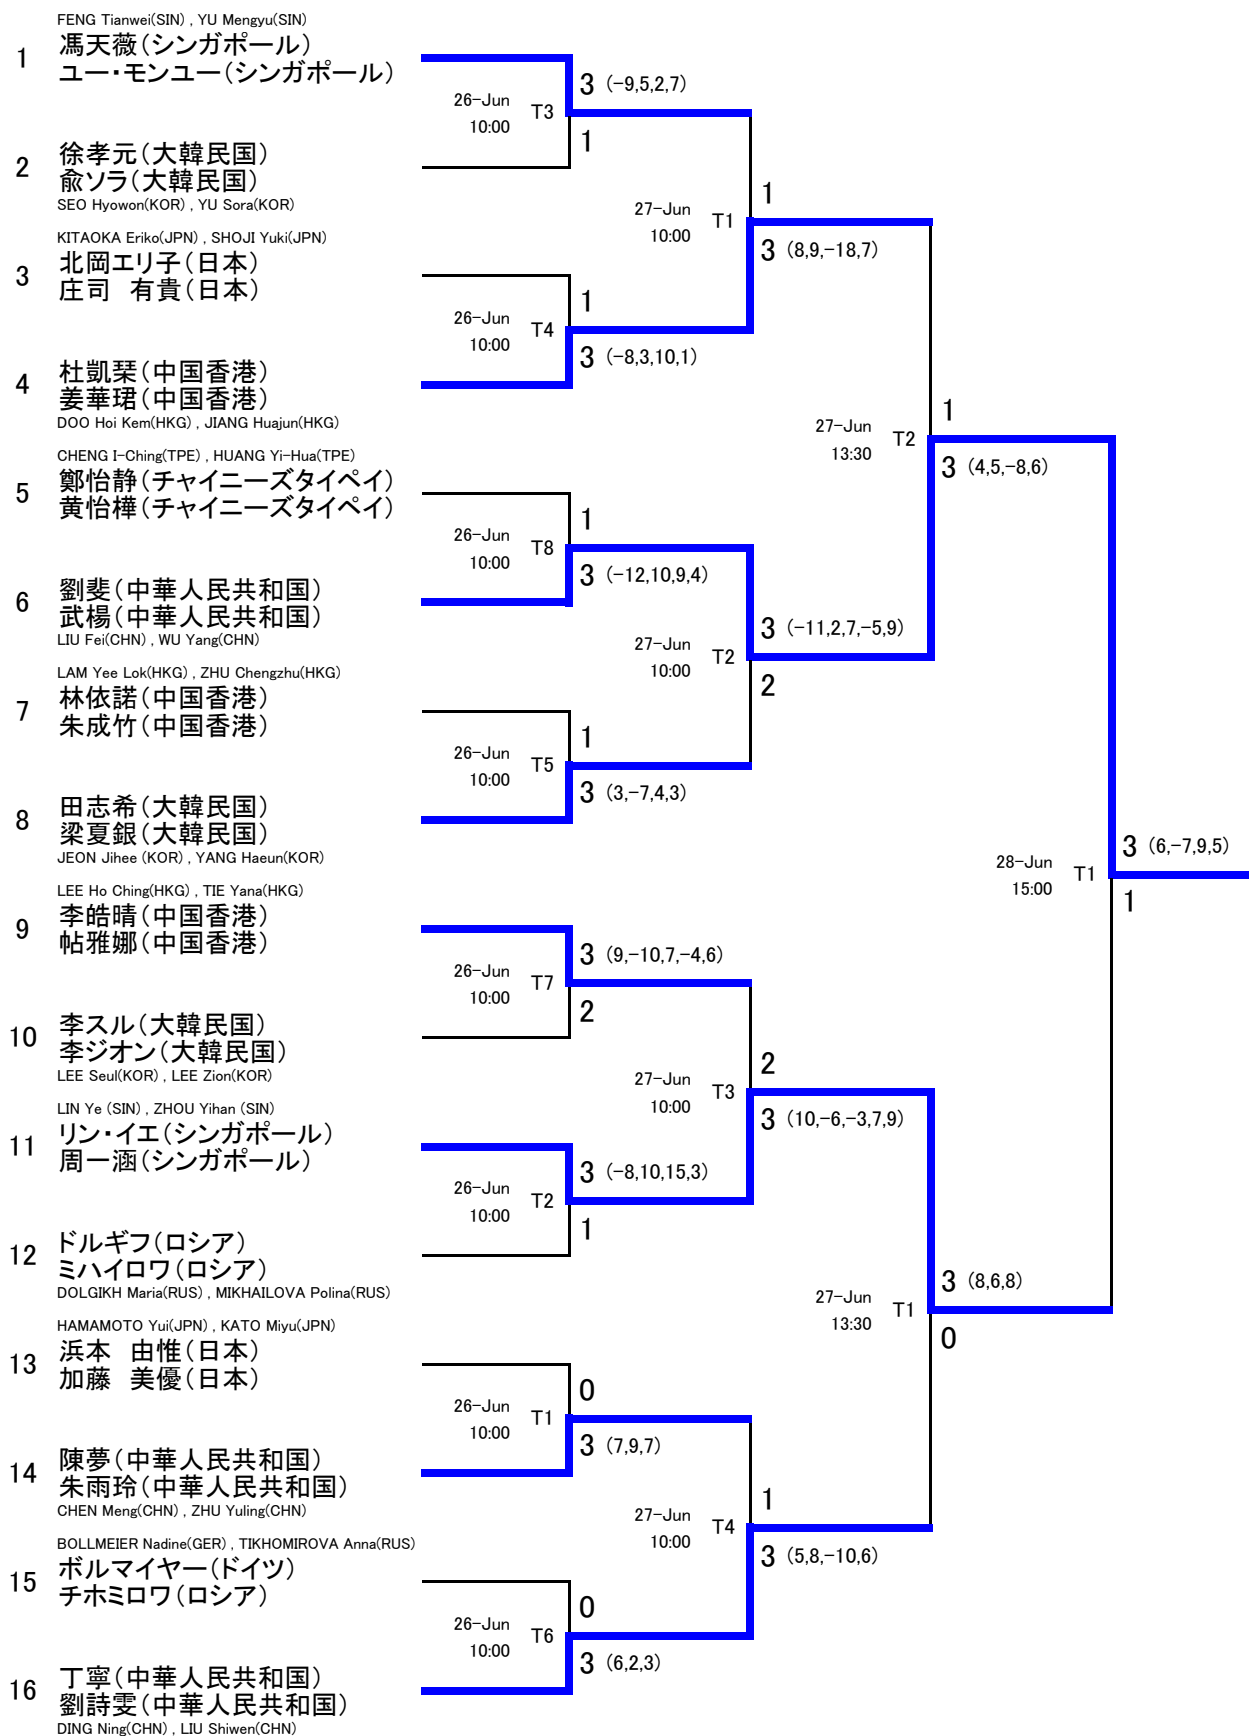 FENG Tianwei(SIN) , YU Mengyu(SIN)
1
馮天薇(シンガポール)
ユー・モンユー(シンガポール)
3 (-9,5,2,7)
26-Jun
10:00
T3
1
2
徐孝元(大韓民国)
兪ソラ(大韓民国)
SEO Hyowon(KOR) , YU Sora(KOR)
1
27-Jun
10:00
T1
3 (8,9,-18,7)
KITAOKA Eriko(JPN) , SHOJI Yuki(JPN)
3
北岡エリ子(日本)
庄司 有貴(日本)
1
26-Jun
10:00
T4
3 (-8,3,10,1)
4
杜凱琹(中国香港)
姜華珺(中国香港)
DOO Hoi Kem(HKG) , JIANG Huajun(HKG)
1
27-Jun
13:30
T2
3 (4,5,-8,6)
CHENG I-Ching(TPE) , HUANG Yi-Hua(TPE)
5
鄭怡静(チャイニーズタイペイ)
黄怡樺(チャイニーズタイペイ)
1
26-Jun
10:00
T8
3 (-12,10,9,4)
6
劉斐(中華人民共和国)
武楊(中華人民共和国)
LIU Fei(CHN) , WU Yang(CHN)
3 (-11,2,7,-5,9)
27-Jun
10:00
T2
2
LAM Yee Lok(HKG) , ZHU Chengzhu(HKG)
7
林依諾(中国香港)
朱成竹(中国香港)
1
26-Jun
10:00
T5
3 (3,-7,4,3)
8
田志希(大韓民国)
梁夏銀(大韓民国)
JEON Jihee (KOR) , YANG Haeun(KOR)
3 (6,-7,9,5)
28-Jun
15:00
T1
1
LEE Ho Ching(HKG) , TIE Yana(HKG)
9
李皓晴(中国香港)
帖雅娜(中国香港)
3 (9,-10,7,-4,6)
26-Jun
10:00
T7
2
10
李スル(大韓民国)
李ジオン(大韓民国)
LEE Seul(KOR) , LEE Zion(KOR)
2
27-Jun
10:00
T3
3 (10,-6,-3,7,9)
LIN Ye (SIN) , ZHOU Yihan (SIN)
11
リン・イエ(シンガポール)
周一涵(シンガポール)
3 (-8,10,15,3)
26-Jun
10:00
T2
1
12
ドルギフ(ロシア)
ミハイロワ(ロシア)
DOLGIKH Maria(RUS) , MIKHAILOVA Polina(RUS)
3 (8,6,8)
27-Jun
13:30
T1
0
HAMAMOTO Yui(JPN) , KATO Miyu(JPN)
13
浜本 由惟(日本)
加藤 美優(日本)
0
26-Jun
10:00
T1
3 (7,9,7)
14
陳夢(中華人民共和国)
朱雨玲(中華人民共和国)
CHEN Meng(CHN) , ZHU Yuling(CHN)
1
27-Jun
10:00
T4
3 (5,8,-10,6)
BOLLMEIER Nadine(GER) , TIKHOMIROVA Anna(RUS)
15
ボルマイヤー(ドイツ)
チホミロワ(ロシア)
0
26-Jun
10:00
T6
3 (6,2,3)
16
丁寧(中華人民共和国)
劉詩雯(中華人民共和国)
DING Ning(CHN) , LIU Shiwen(CHN)